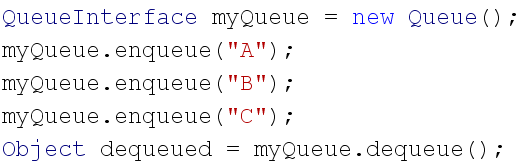 QueueInterface myQueue = new Queue();
myQueue.enqueue("A");
myQueue.enqueue("B");
myQueue.enqueue("C");
Object dequeued = myQueue.dequeue();